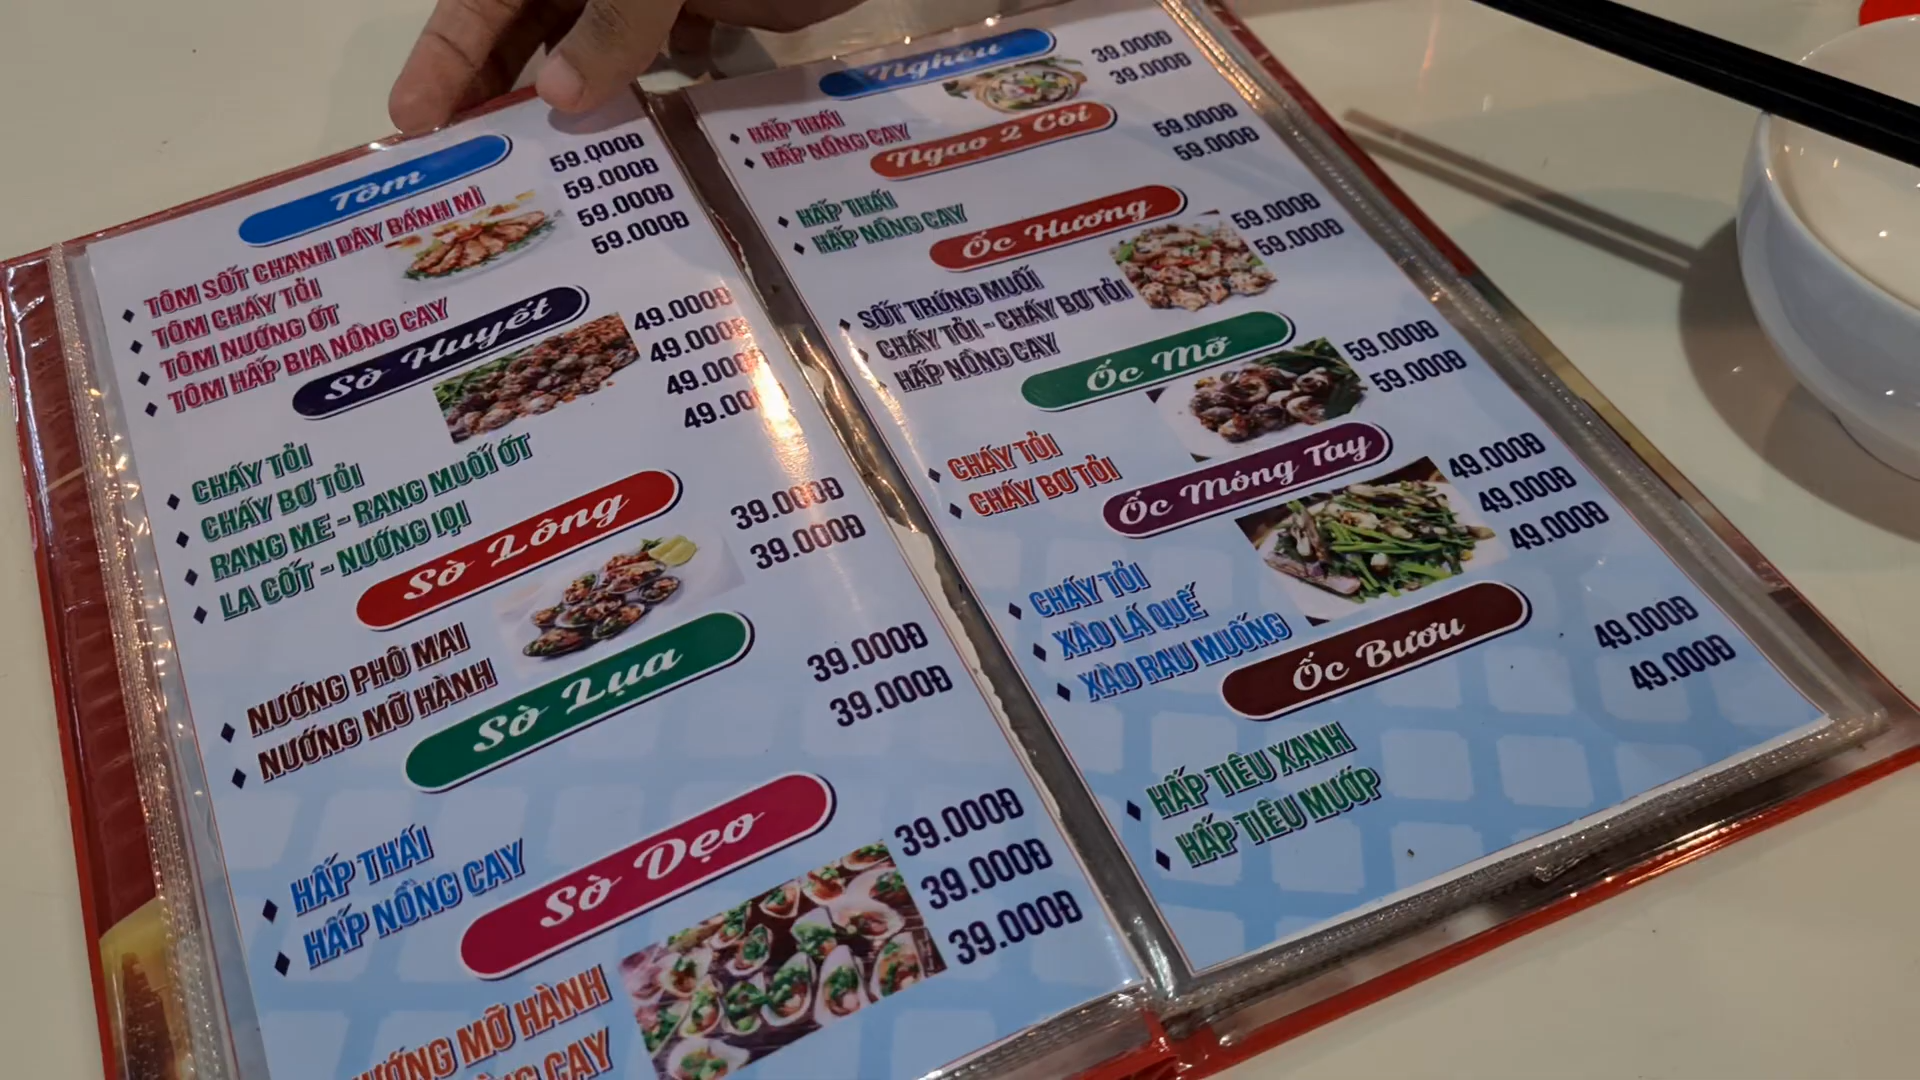 Tôm
TÔM SỐT CHANH DÂY BÁNH MÌ 59.000Đ
TÔM CHÁY TỎI 59.000Đ
TÔM NƯỚNG ỚT 59.000Đ
TÔM HẤP BIA NỒNG CAY 59.000Đ
Sò Huyết
CHÁY TỎI 49.000Đ
CHÁY BƠ TỎI 49.000Đ
RANG ME - RANG MUỐI ỚT 49.000Đ
LA CỐT - NƯỚNG LỤI 49.000
Sò Lông
NƯỚNG PHÔ MAI 39.000Đ
NƯỚNG MỠ HÀNH 39.000Đ
Sò Lụa
HẤP THÁI 39.000Đ
HẤP NỒNG CAY 39.000Đ
Sò Dẹo
39.000Đ
MỠ HÀNH 39.000Đ
CAY 39.000Đ
Nghêu
HẤP THÁI 39.000Đ
HẤP NỒNG CAY 39.000Đ
Ngao 2 Còi
HẤP THÁI 59.000Đ
HẤP NỒNG CAY 59.000Đ
Ốc Hương
SỐT TRỨNG MUỐI 59.000Đ
CHÁY TỎI - CHÁY BƠ TỎI 59.000Đ
HẤP NỒNG CAY
Ốc Mỡ
CHÁY TỎI 59.000Đ
CHÁY BƠ TỎI 59.000Đ
Ốc Móng Tay
CHÁY TỎI 49.000Đ
XÀO LÁ QUẾ 49.000Đ
XÀO RAU MUỐNG 49.000Đ
Ốc Bươu
HẤP TIÊU XANH 49.000Đ
HẤP TIÊU MƯỚP 49.000Đ